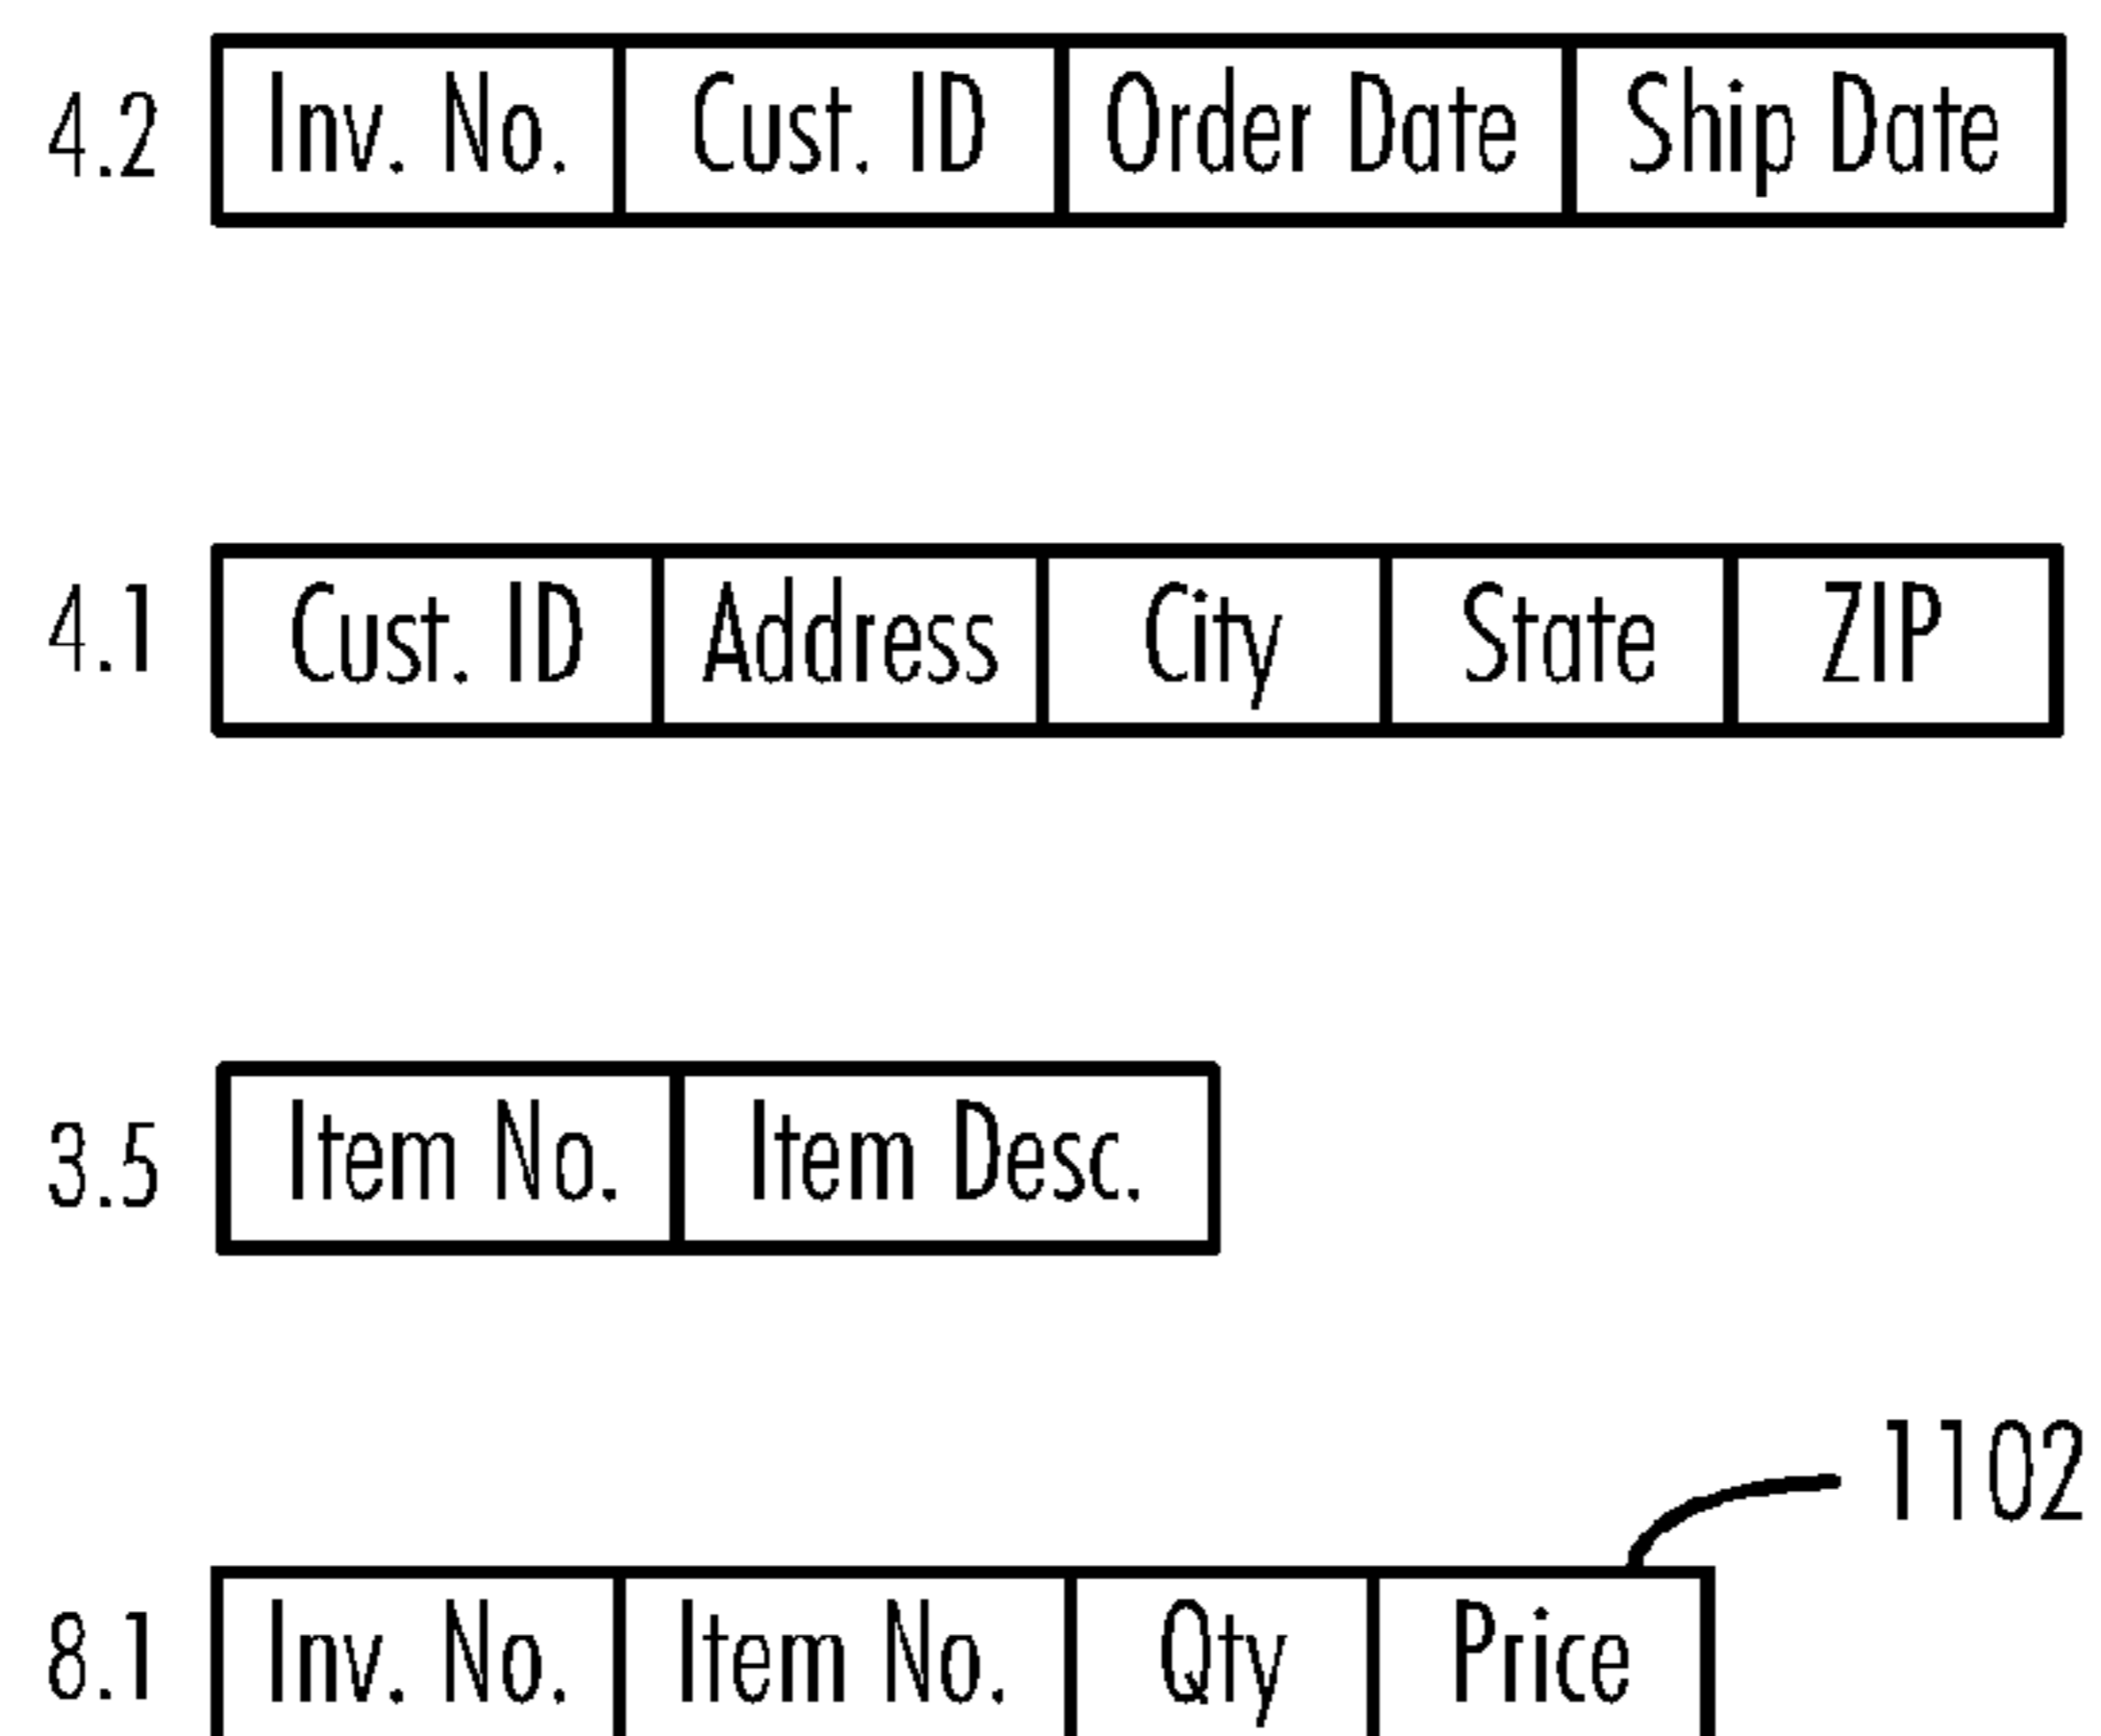 4.2 Inv. No. Cust. ID Order Date Ship Date
4.1 Cust. ID Address City State ZIP
3.5 Item No. Item Desc.
1102
8.1 Inv. No. Item No. Qty Price